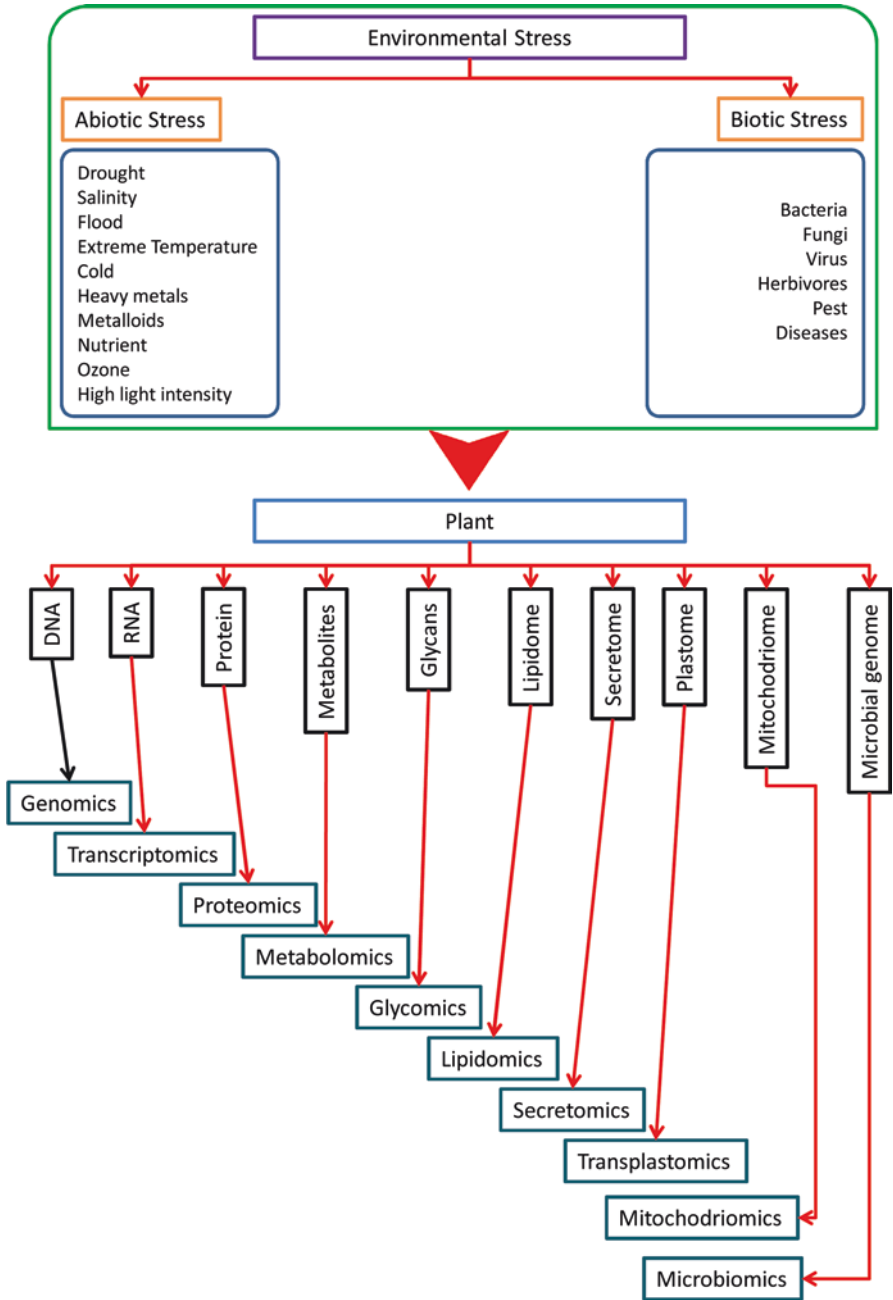 Environmental Stress
Abiotic Stress
Biotic Stress
Drought
Salinity
Flood
Extreme Temperature
Cold
Heavy metals
Metalloids
Nutrient
Ozone
High light intensity
Bacteria
Fungi
Virus
Herbivores
Pest
Diseases
Plant
DNA
RNA
Protein
Metabolites
Glycans
Lipidome
Secretome
Plastome
Mitochodriome
Microbial genome
Genomics
Transcriptomics
Proteomics
Metabolomics
Glycomics
Lipidomics
Secretomics
Transplastomics
Mitochodriomics
Microbiomics